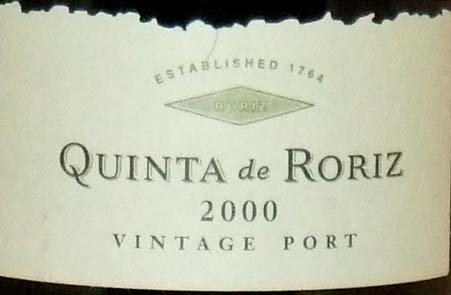 ESTABLISHED 1764
RORIZ
QUINTA de RORIZ
2000
VINTAGE PORT